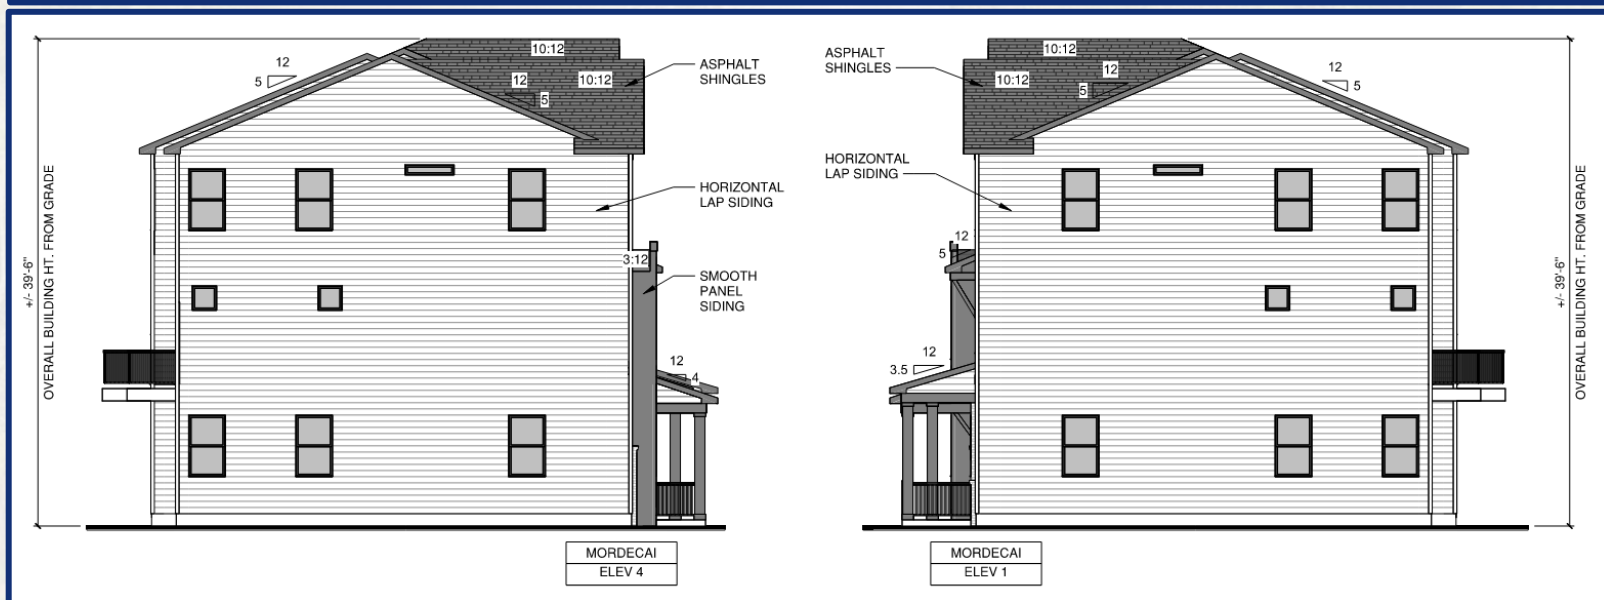 10:12
12
5
12
10:12
5
ASPHALT
SHINGLES
HORIZONTAL
LAP SIDING
3:12
SMOOTH
PANEL
SIDING
12
4
+/- 39'-6"
OVERALL BUILDING HT. FROM GRADE
MORDECAI
ELEV 4
ASPHALT
SHINGLES
10:12
10:12
12
5
12
5
HORIZONTAL
LAP SIDING
12
5
12
3.5
+/- 39'-6"
OVERALL BUILDING HT. FROM GRADE
MORDECAI
ELEV 1